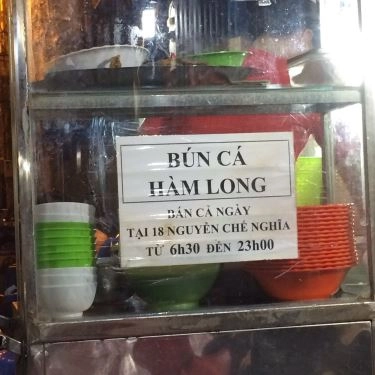 BÚN CÁ
HÀM LONG
BÁN CẢ NGÀY
TẠI 18 NGUYỄN CHẾ NGHĨA
TỪ 6h30 ĐẾN 23h00